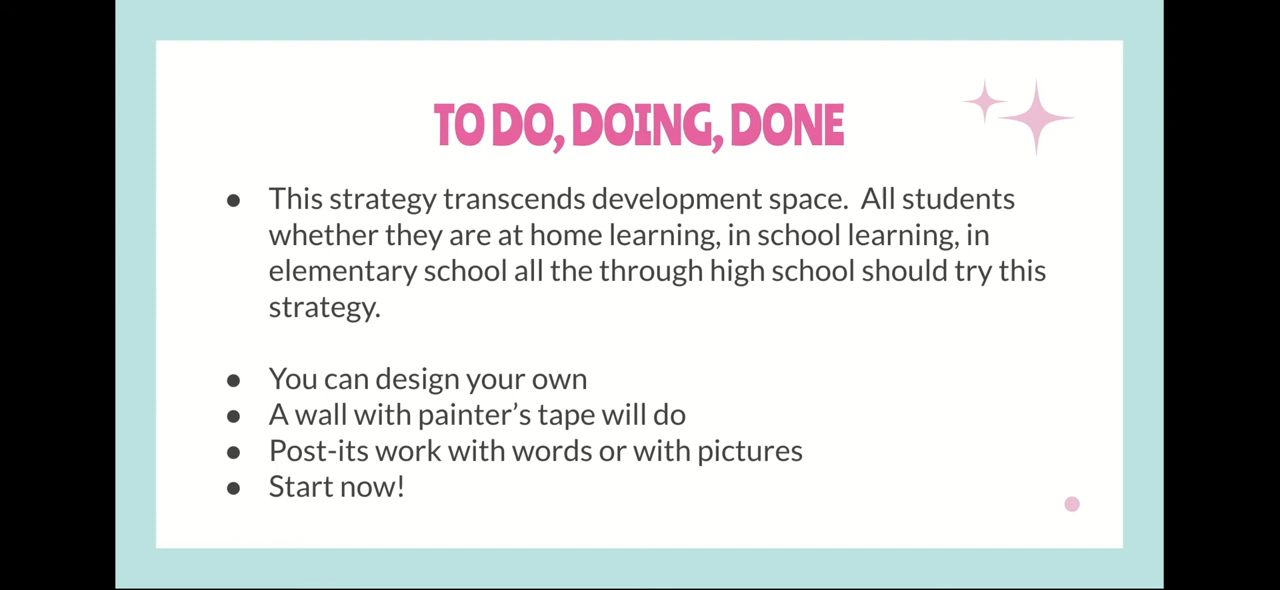 TO DO, DOING, DONE
● This strategy transcends development space.  All students
whether they are at home learning, in school learning, in
elementary school all the through high school should try this
strategy.
● You can design your own
● A wall with painter’s tape will do
● Post-its work with words or with pictures
● Start now!